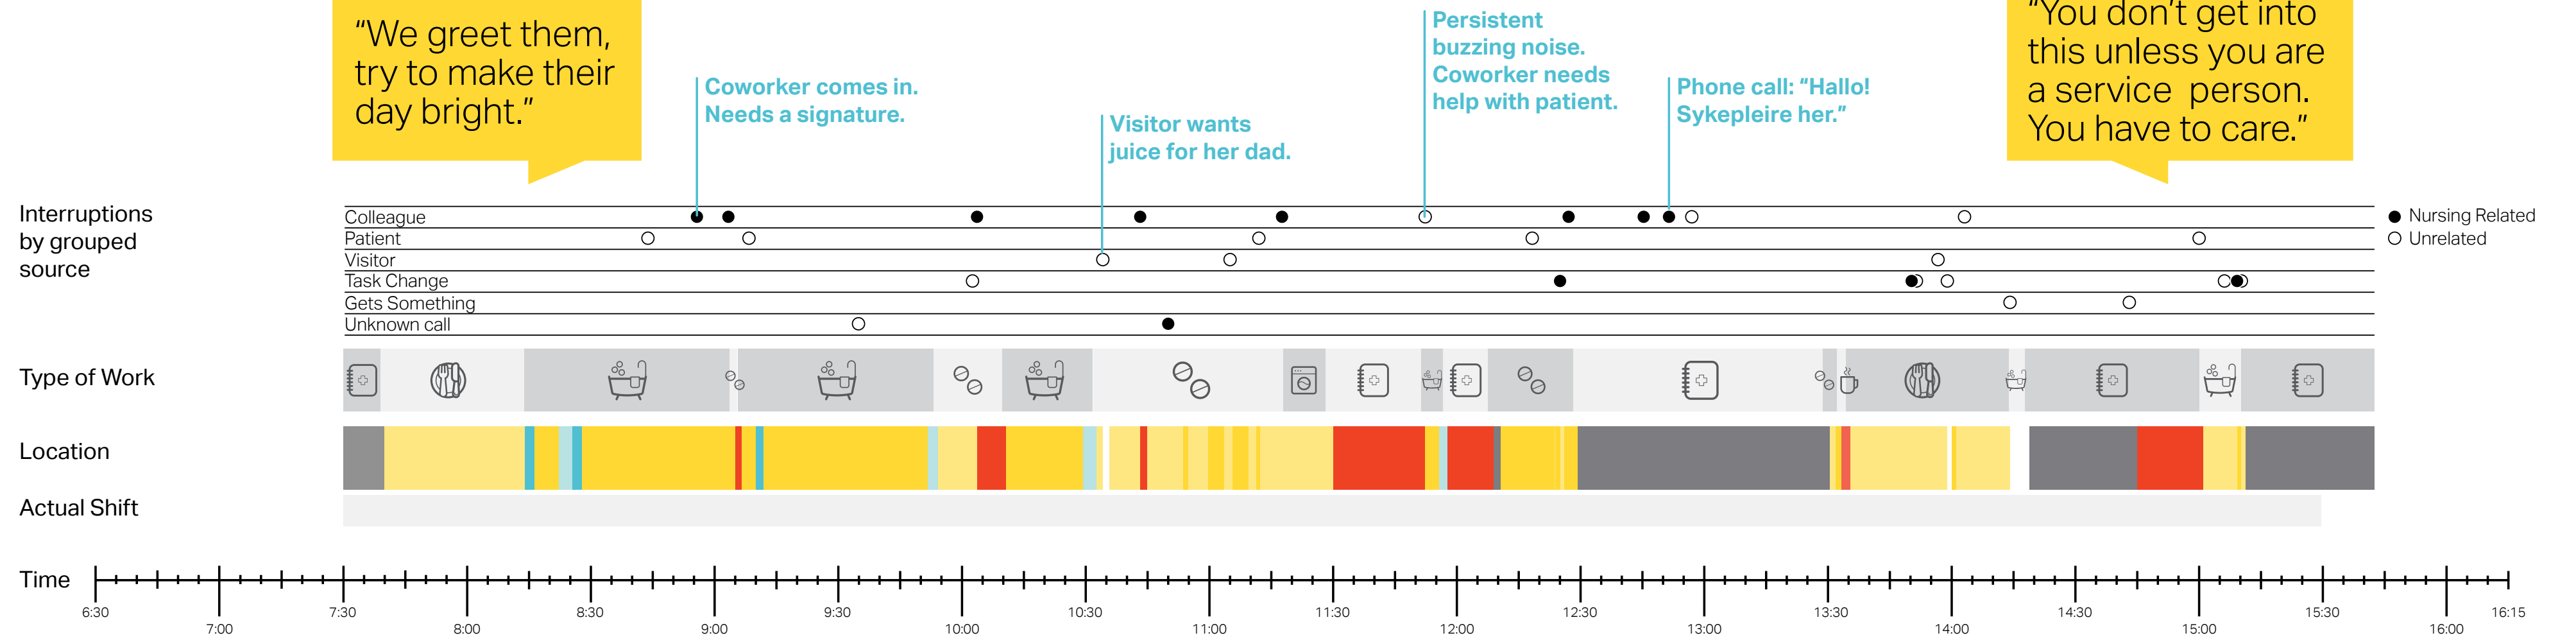 “We greet them,
try to make their
day bright.”
Coworker comes in.
Needs a signature.
Visitor wants
juice for her dad.
Persistent
buzzing noise.
Coworker needs
help with patient.
Phone call: “Hallo!
Sykepleire her.”
“You don’t get into
this unless you are
a service person.
You have to care.”
Interruptions
by grouped
source
Colleague
Patient
Visitor
Task Change
Gets Something
Unknown call
Nursing Related
Unrelated
Type of Work
Location
Actual Shift
Time
6:30
7:00
7:30
8:00
8:30
9:00
9:30
10:00
10:30
11:00
11:30
12:00
12:30
13:00
13:30
14:00
14:30
15:00
15:30
16:00
16:15